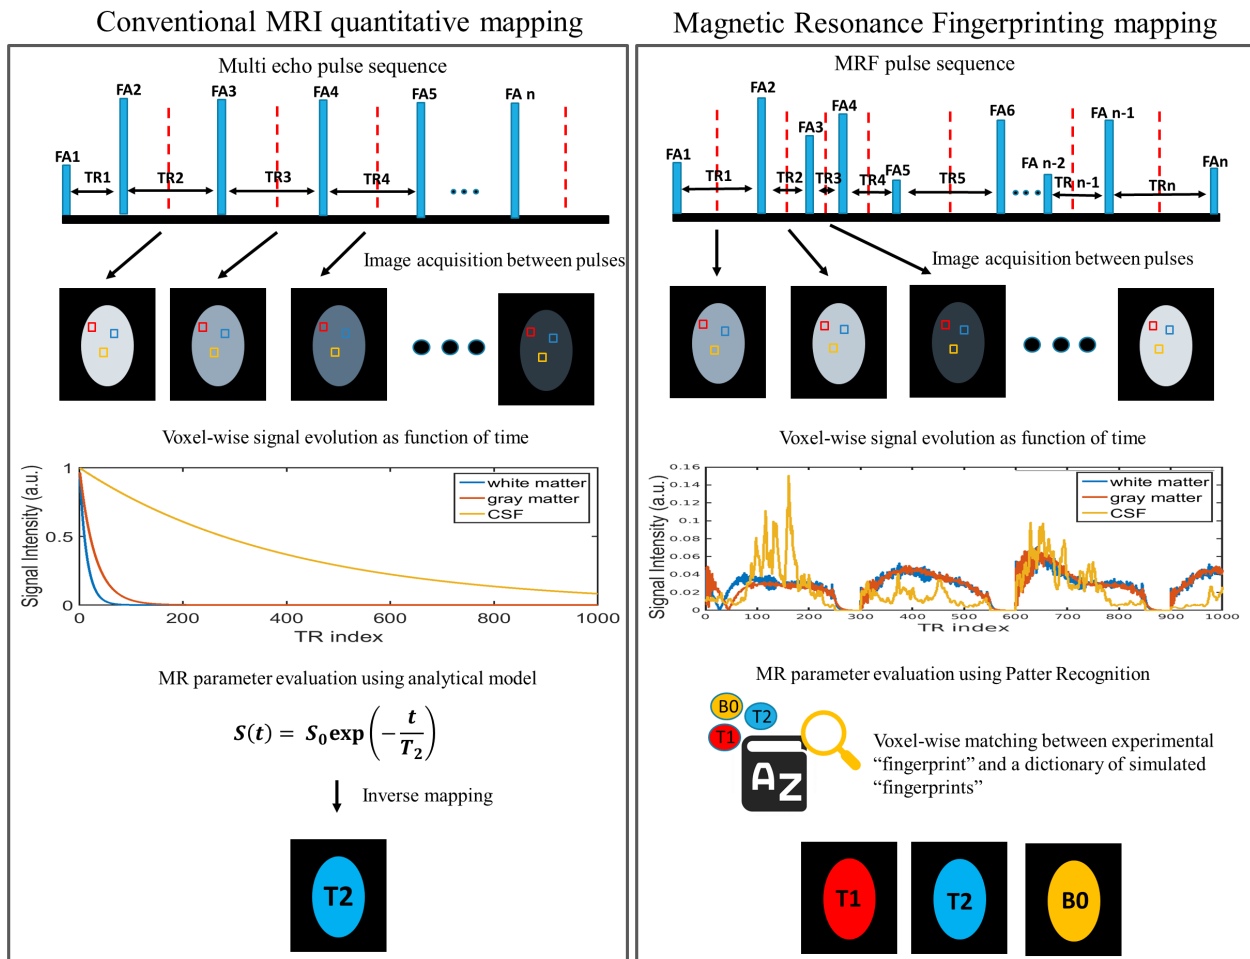 Conventional MRI quantitative mapping
Multi echo pulse sequence
FA1
FA2
FA3
FA4
FA5
FA n
TR1
TR2
TR3
TR4
Image acquisition between pulses
Voxel-wise signal evolution as function of time
Signal Intensity (a.u.)
1
0.5
0
white matter
gray matter
CSF
0
200
400
600
800
1000
TR index
MR parameter evaluation using analytical model
S(t) = S0 exp(−t/T2)
Inverse mapping
T2
Magnetic Resonance Fingerprinting mapping
MRF pulse sequence
FA1
FA2
FA3
FA4
FA5
FA6
FA n-2
FA n-1
FAn
TR1
TR2
TR3
TR4
TR5
TR n-1
TRn
Image acquisition between pulses
Voxel-wise signal evolution as function of time
Signal Intensity (a.u.)
0.16
0.14
0.12
0.1
0.08
0.06
0.04
0.02
0
white matter
gray matter
CSF
0
100
200
300
400
500
600
700
800
900
1000
TR index
MR parameter evaluation using Patter Recognition
B0
T2
T1
A Z
Voxel-wise matching between experimental
“fingerprint” and a dictionary of simulated
“fingerprints”
T1
T2
B0